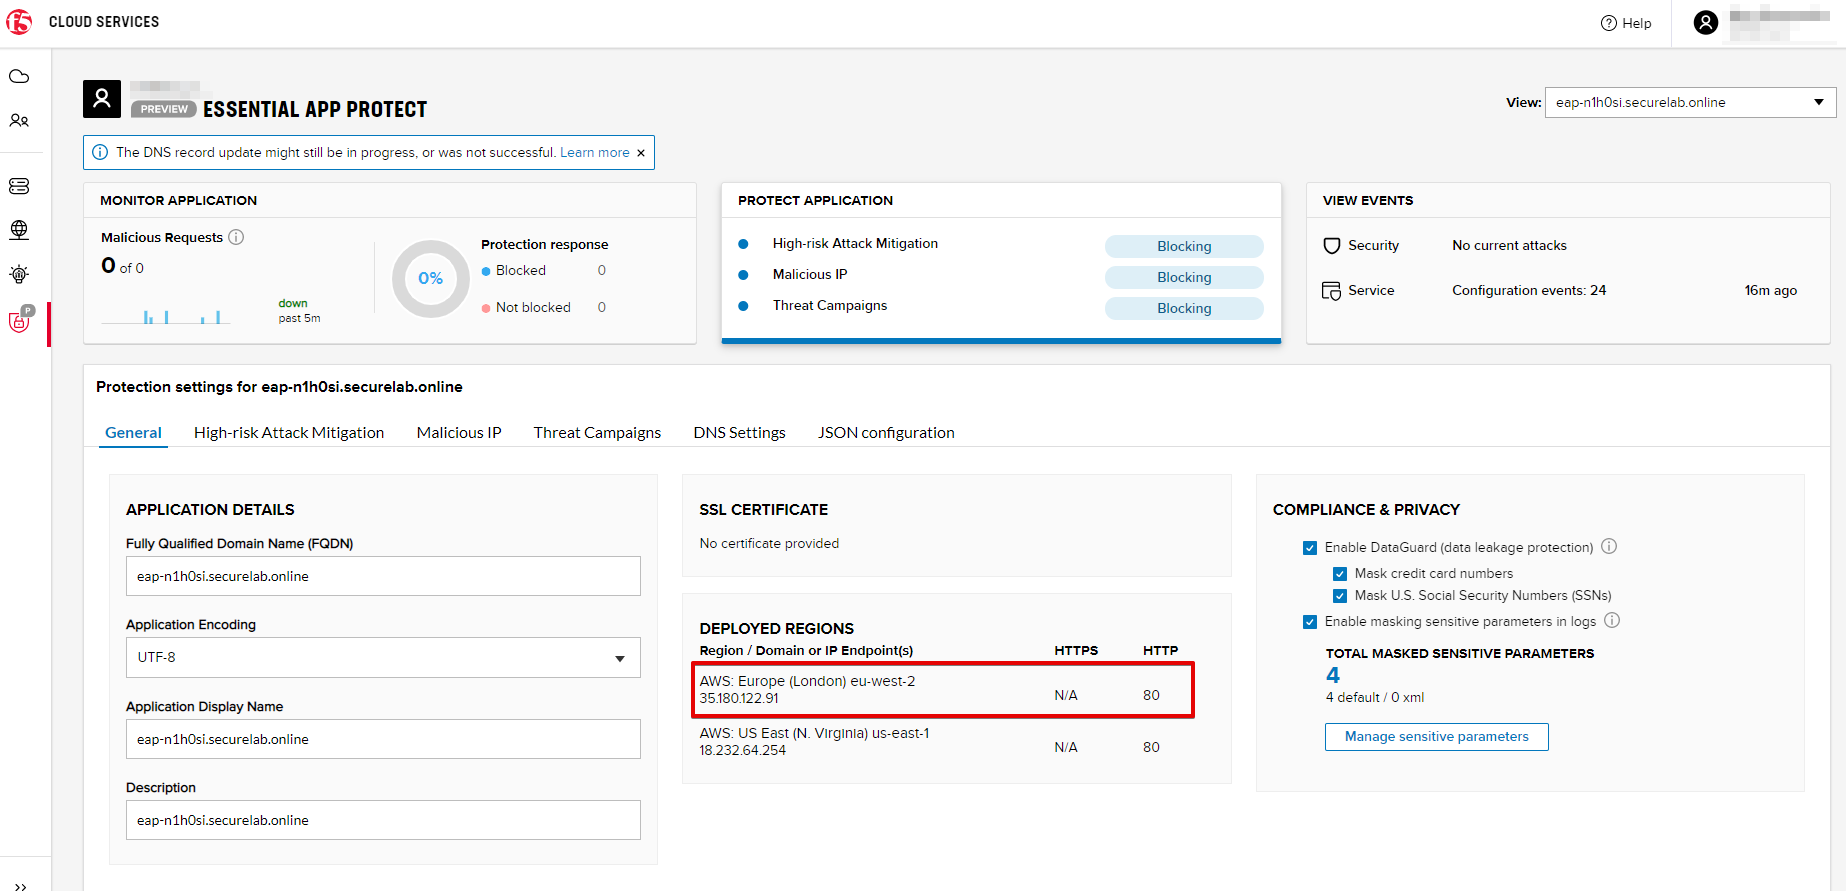 f5 CLOUD SERVICES
Help
PREVIEW ESSENTIAL APP PROTECT
View: eap-n1h0si.securelab.online
The DNS record update might still be in progress, or was not successful. Learn more ×
MONITOR APPLICATION
Malicious Requests
0 of 0
down
past 5m
0%
Protection response
Blocked 0
Not blocked 0
PROTECT APPLICATION
High-risk Attack Mitigation Blocking
Malicious IP Blocking
Threat Campaigns Blocking
VIEW EVENTS
Security No current attacks
Service Configuration events: 24 16m ago
P
Protection settings for eap-n1h0si.securelab.online
General High-risk Attack Mitigation Malicious IP Threat Campaigns DNS Settings JSON configuration
APPLICATION DETAILS
Fully Qualified Domain Name (FQDN)
eap-n1h0si.securelab.online
Application Encoding
UTF-8
Application Display Name
eap-n1h0si.securelab.online
Description
eap-n1h0si.securelab.online
SSL CERTIFICATE
No certificate provided
DEPLOYED REGIONS
Region / Domain or IP Endpoint(s) HTTPS HTTP
AWS: Europe (London) eu-west-2
35.180.122.91 N/A 80
AWS: US East (N. Virginia) us-east-1
18.232.64.254 N/A 80
COMPLIANCE & PRIVACY
Enable DataGuard (data leakage protection)
Mask credit card numbers
Mask U.S. Social Security Numbers (SSNs)
Enable masking sensitive parameters in logs
TOTAL MASKED SENSITIVE PARAMETERS
4
4 default / 0 xml
Manage sensitive parameters